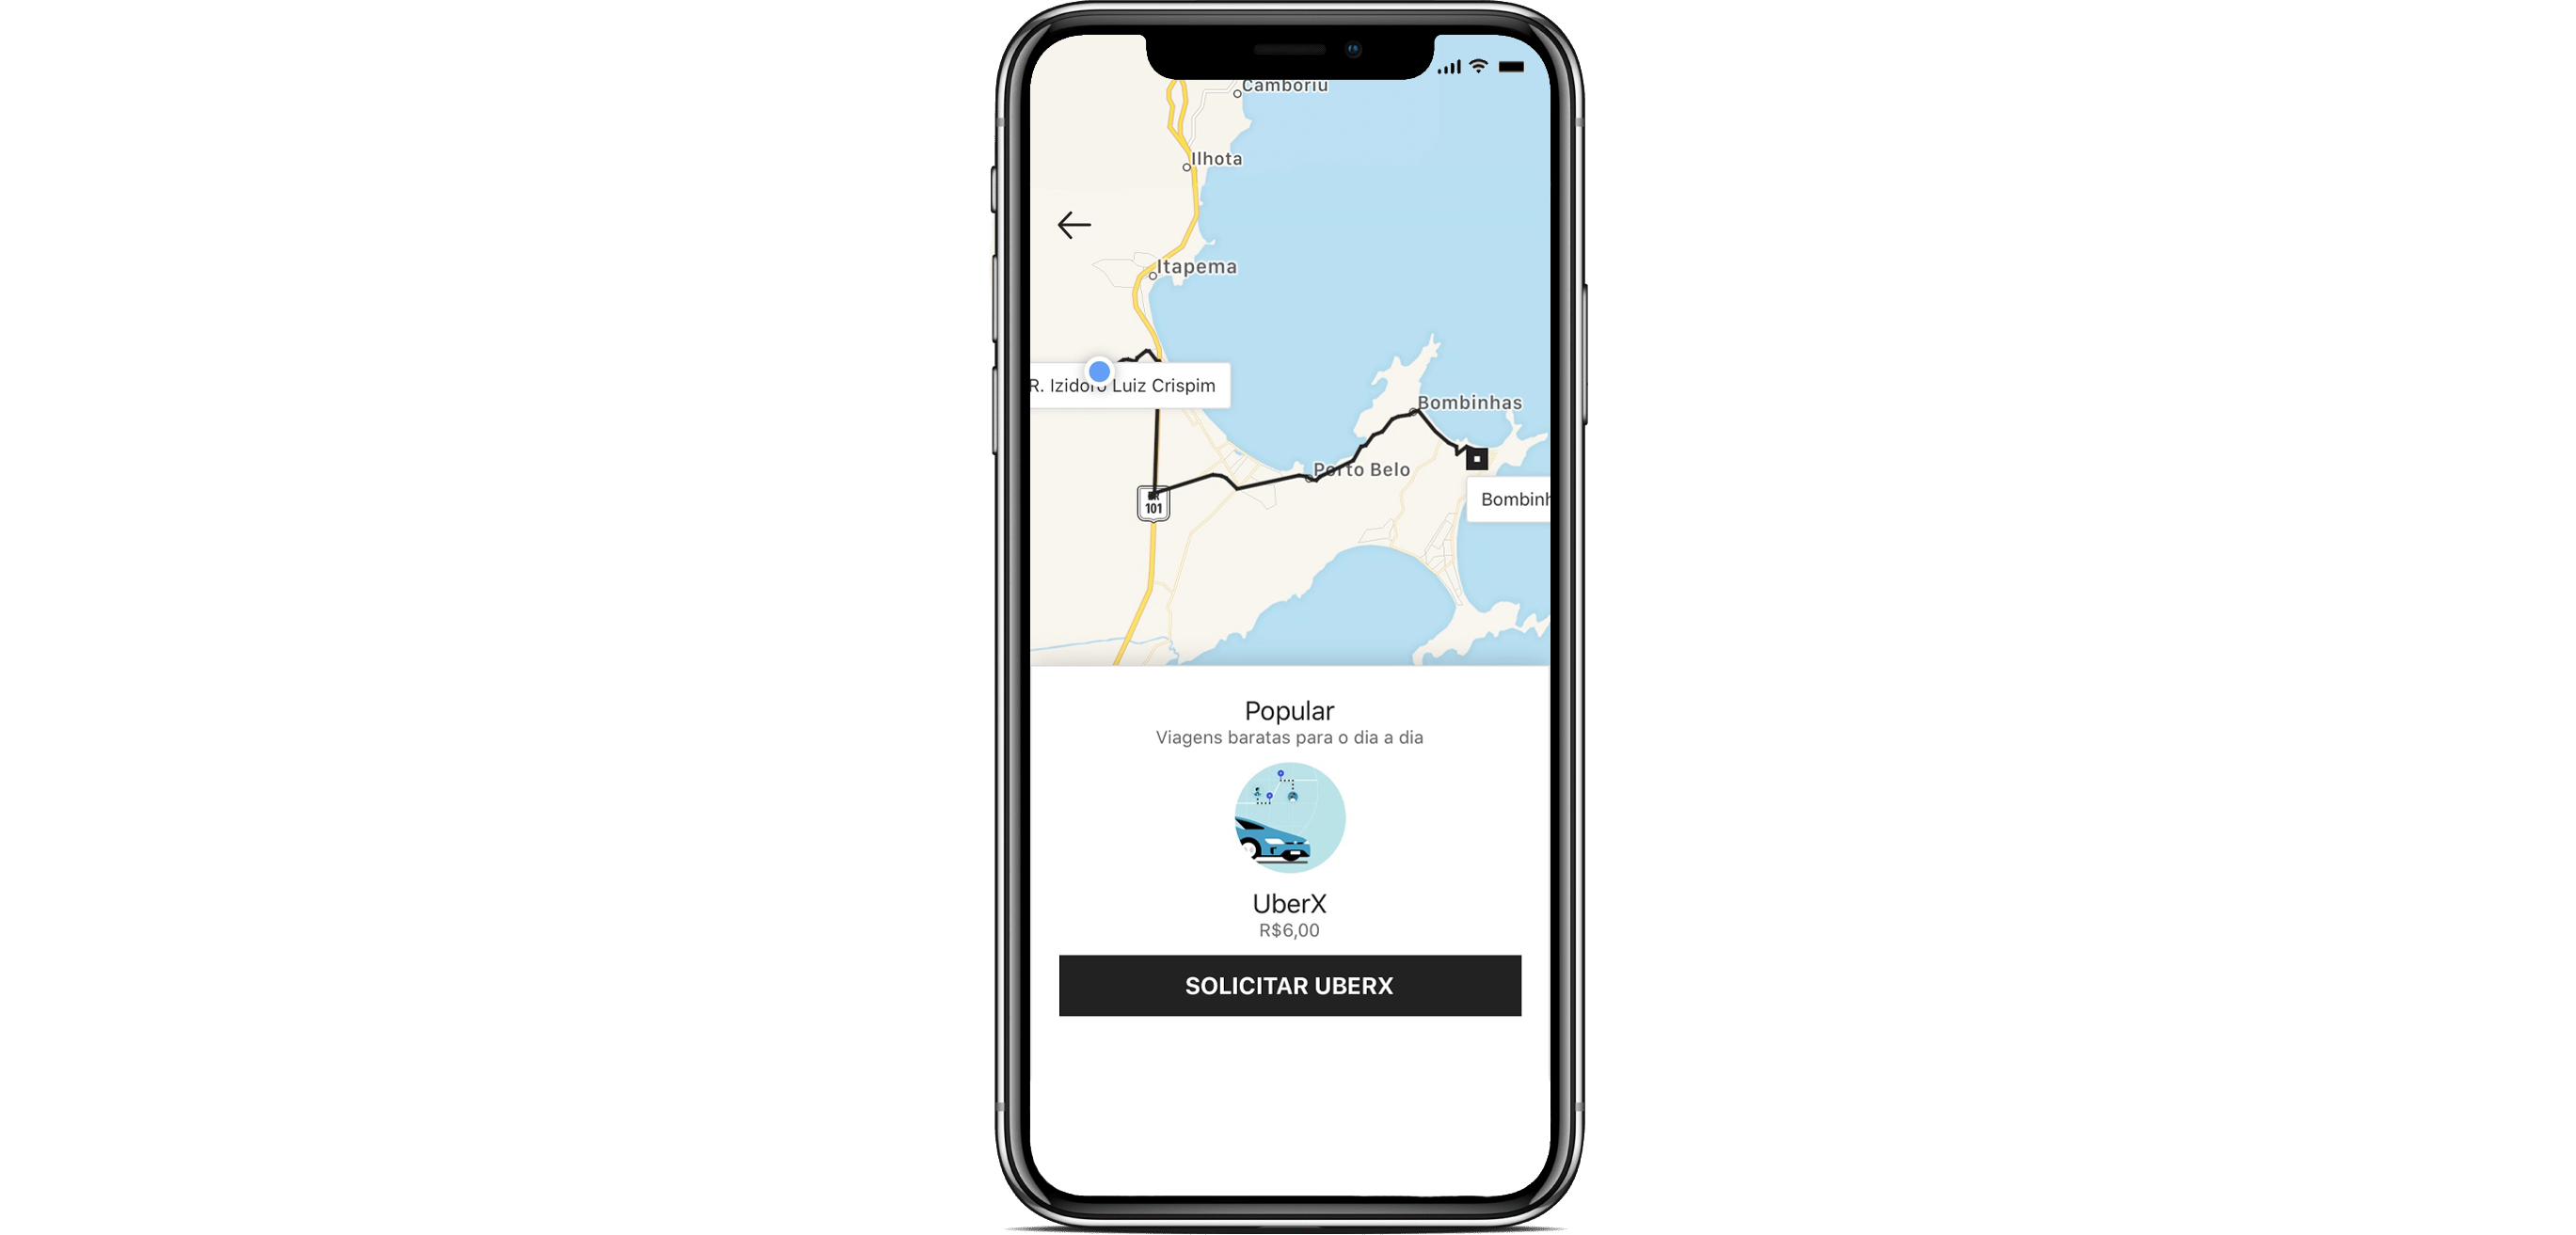 Camboriu
Ilhota
Itapema
R. Izidoro Luiz Crispim
Bombinhas
Porto Belo
BR
101
Bombinh
Popular
Viagens baratas para o dia a dia
UberX
R$6,00
SOLICITAR UBERX